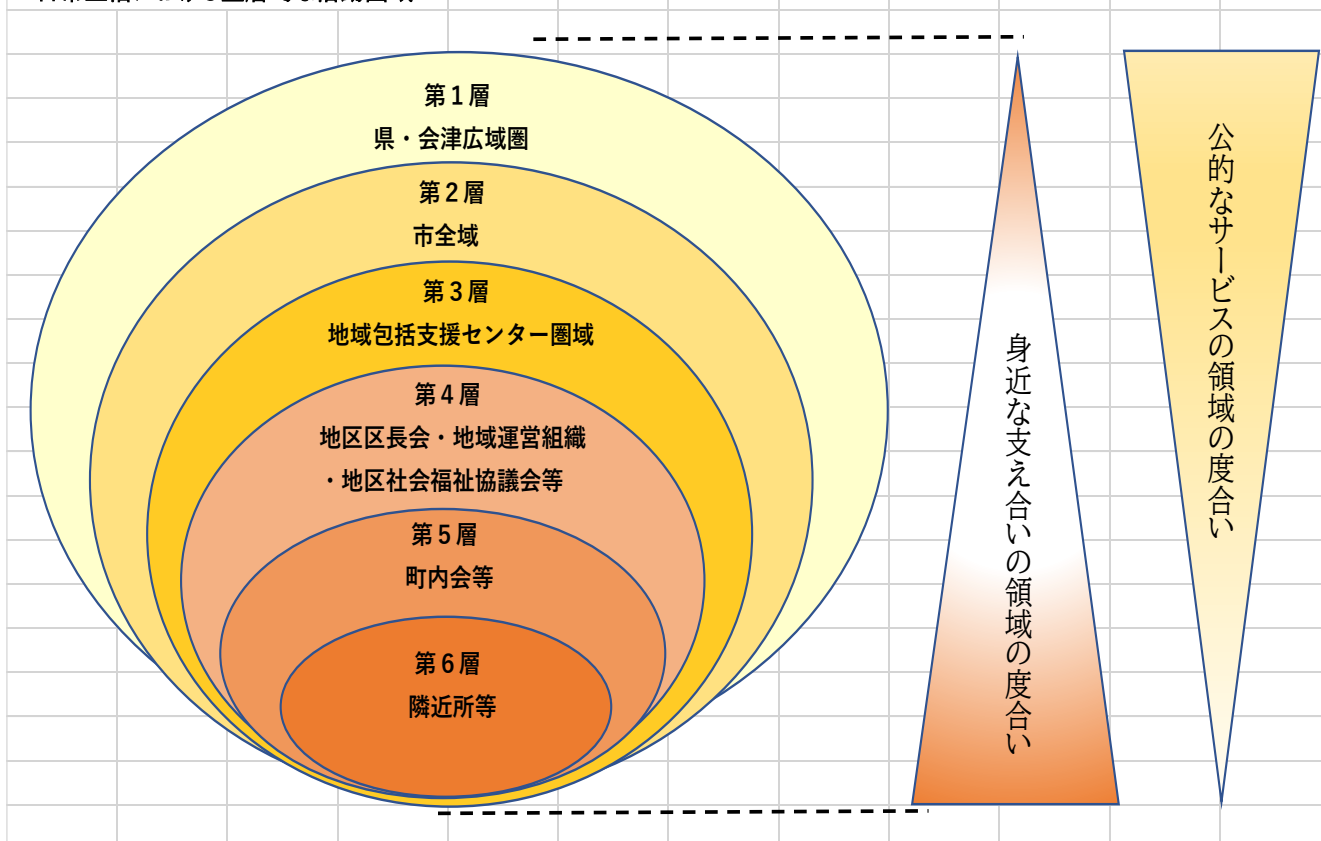 第１層
県・会津広域圏
第２層
市全域
第３層
地域包括支援センター圏域
第４層
地区区長会・地域運営組織
・地区社会福祉協議会等
第５層
町内会等
第６層
隣近所等
身近な支え合いの領域の度合い
公的なサービスの領域の度合い